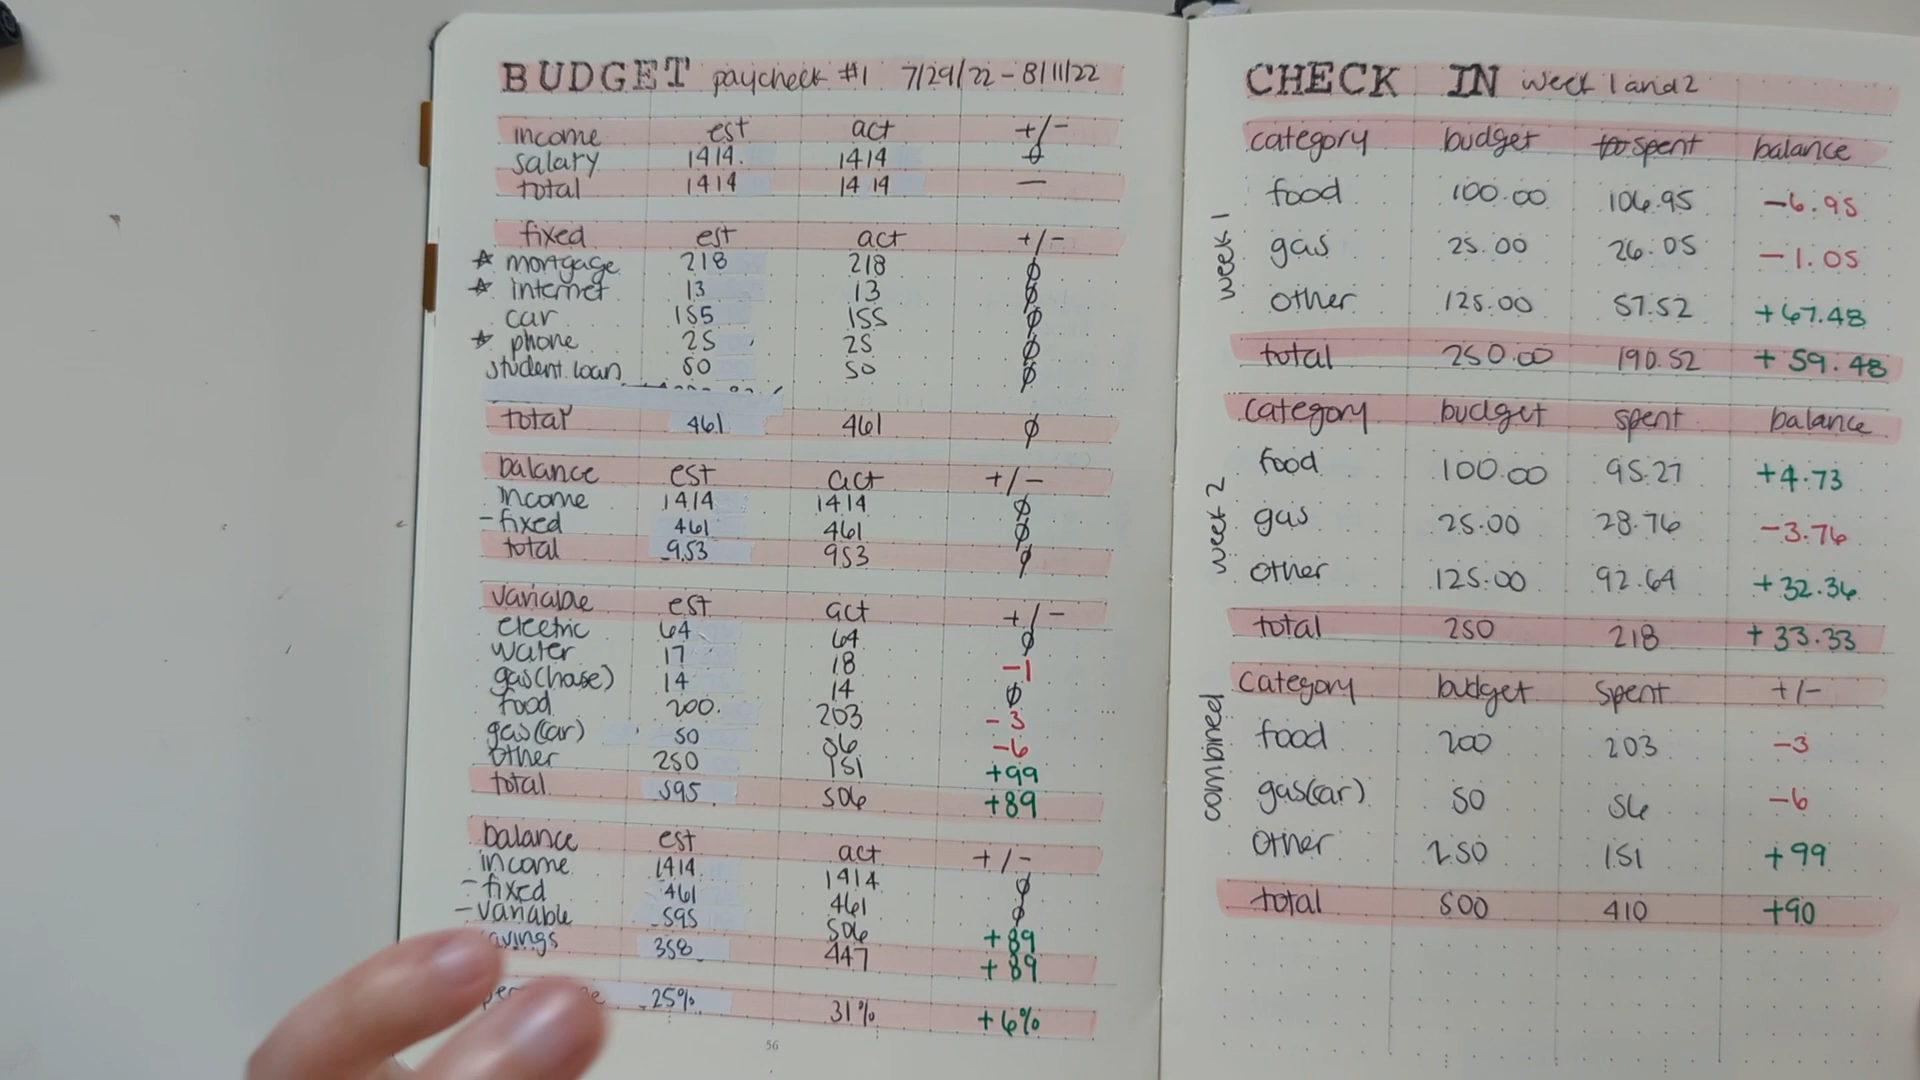 BUDGET paycheck #1 7/29/22 - 8/11/22
income est act +/-
salary 1414. 1414 ϕ
total 1414 1414 —
fixed est act +/-
☆ mortgage 218 218 ϕ
☆ internet 13 13 ϕ
car 155 155 ϕ
☆ phone 25 25 ϕ
student loan 50 50 ϕ
total 461 461 ϕ
balance est act +/-
income 1414 1414 ϕ
- fixed 461 461 ϕ
total 953 953 ϕ
variable est act +/-
electric 64 64 ϕ
water 17 18 -1
gas(house) 14 14 ϕ
food 200. 203 -3
gas(car) 50 56 -6
other 250 151 +99
total 595 506 +89
balance est act +/-
income 1414. 1414 ϕ
- fixed 461 461 ϕ
- variable 595 506 +89
savings 358 447 +89
25% 31% +6%
56
CHECK IN week 1 and 2
category budget spent balance
week 1
food 100.00 106.95 -6.95
gas 25.00 26.05 -1.05
other 125.00 57.52 +67.48
total 250.00 190.52 +59.48
category budget spent balance
week 2
food 100.00 95.27 +4.73
gas 25.00 28.76 -3.76
other 125.00 92.64 +32.36
total 250 218 +33.33
category budget spent +/-
combined
food 200 203 -3
gas(car) 50 56 -6
other 250 151 +99
total 500 410 +90